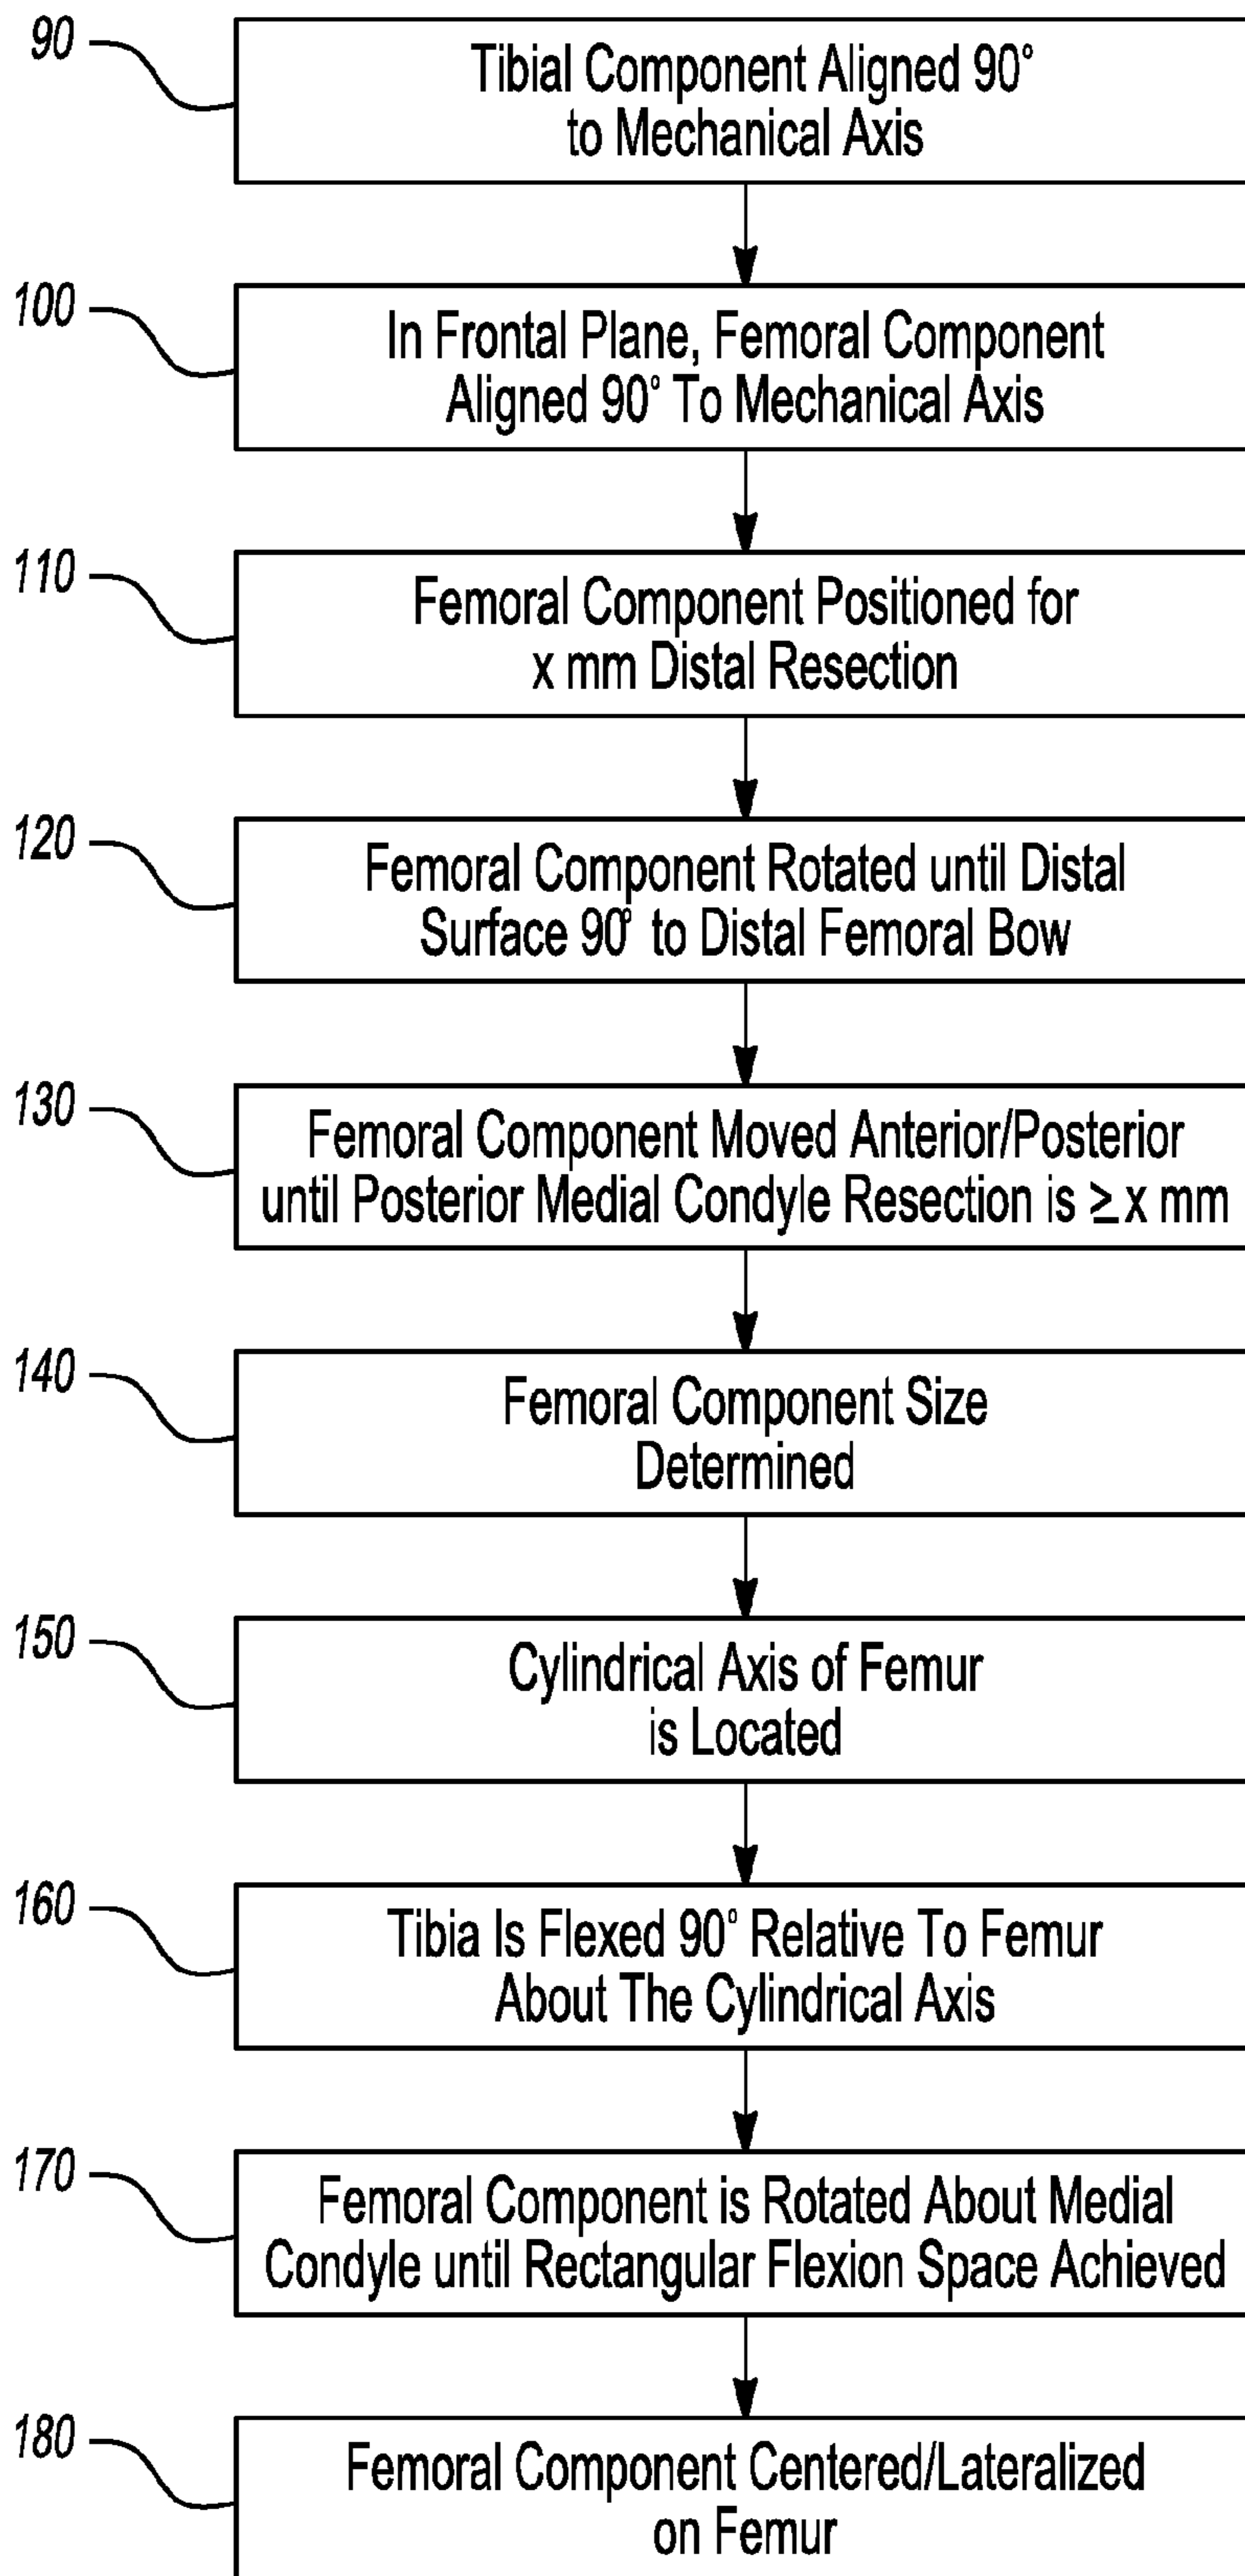 90
Tibial Component Aligned 90°
to Mechanical Axis
100
In Frontal Plane, Femoral Component
Aligned 90° To Mechanical Axis
110
Femoral Component Positioned for
x mm Distal Resection
120
Femoral Component Rotated until Distal
Surface 90° to Distal Femoral Bow
130
Femoral Component Moved Anterior/Posterior
until Posterior Medial Condyle Resection is ≥ x mm
140
Femoral Component Size
Determined
150
Cylindrical Axis of Femur
is Located
160
Tibia Is Flexed 90° Relative To Femur
About The Cylindrical Axis
170
Femoral Component is Rotated About Medial
Condyle until Rectangular Flexion Space Achieved
180
Femoral Component Centered/Lateralized
on Femur